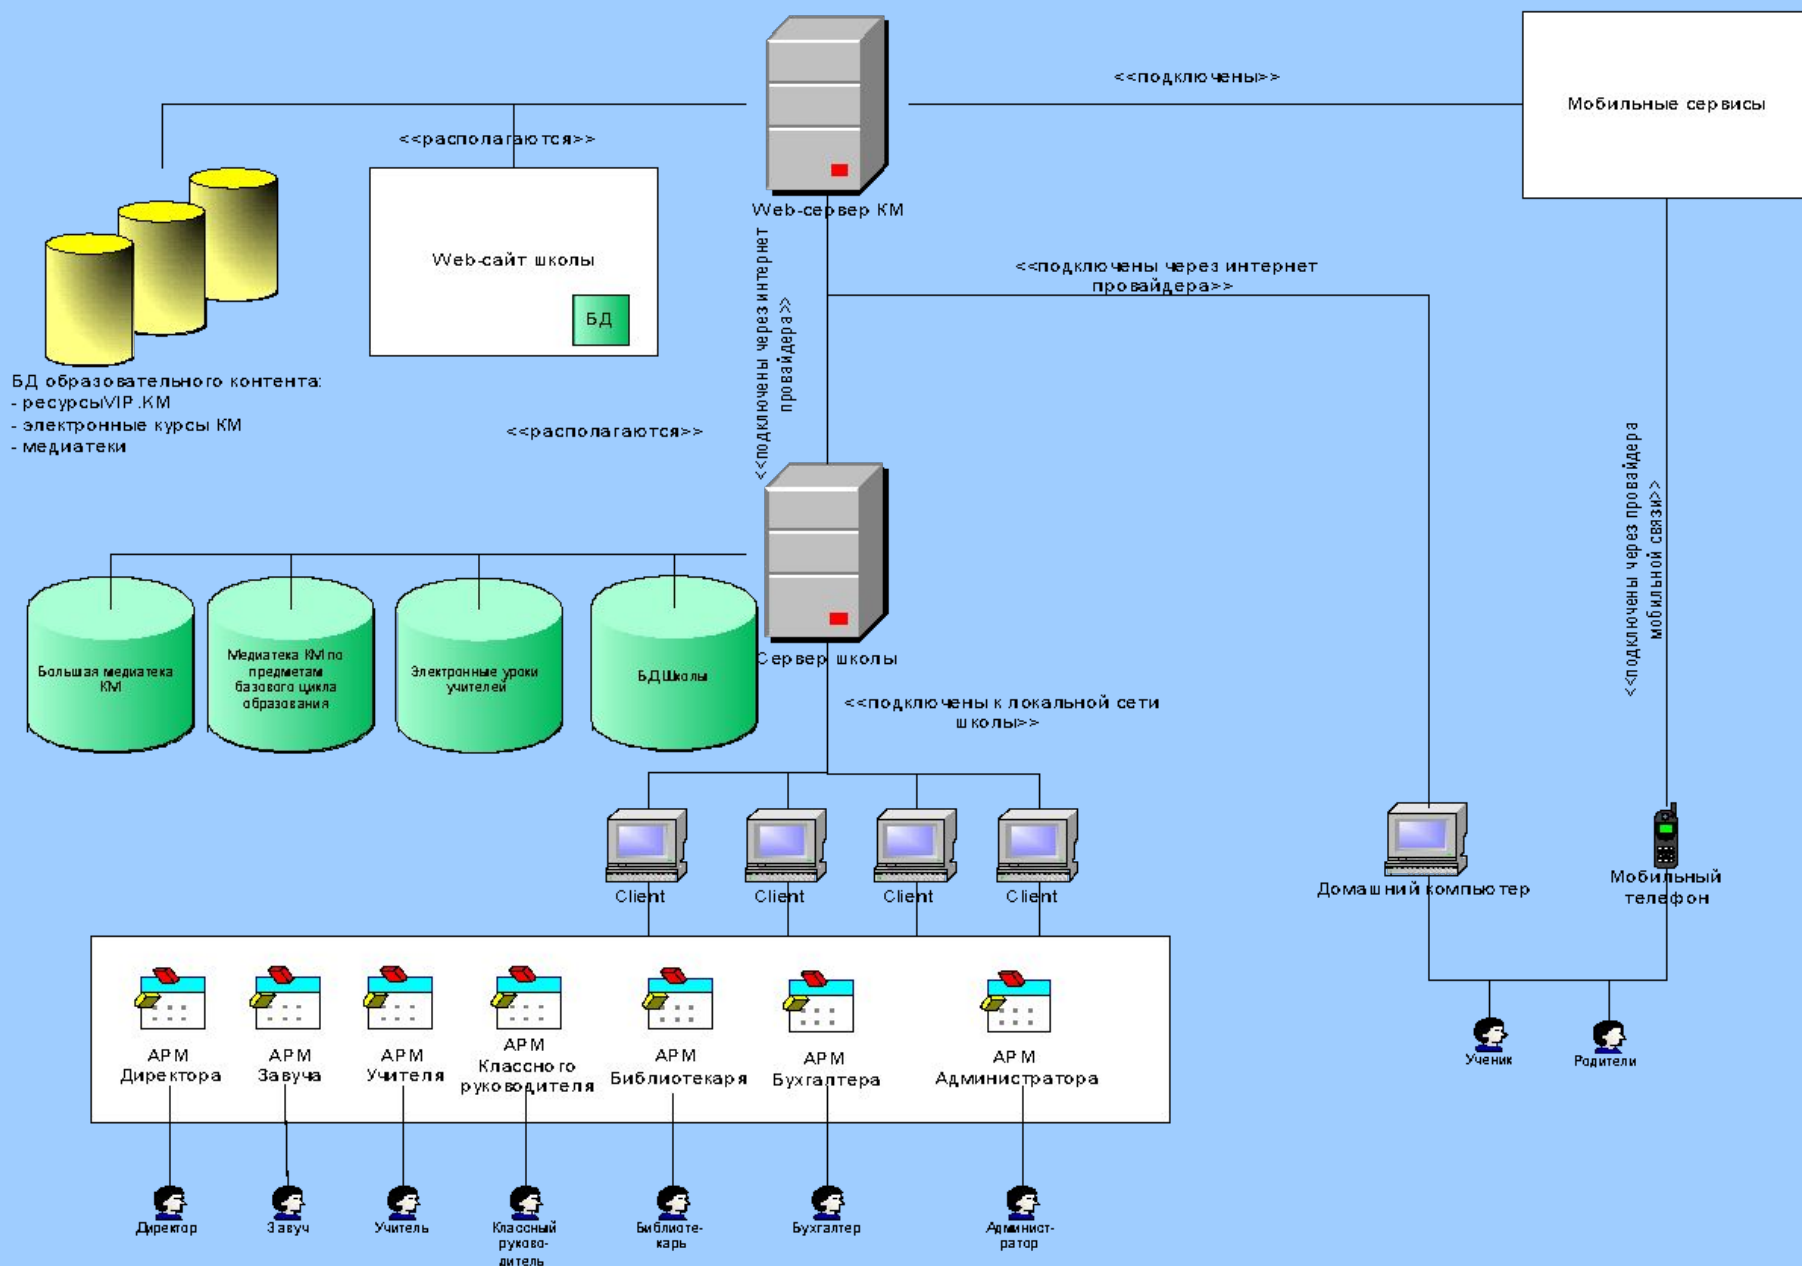 <<подключены>>
Мобильные сервисы
<<располагаются>>
Web-сервер КМ
Web-сайт школы
БД
<<подключены через интернет
провайдера>>
<<подключены через интернет
провайдера>>
БД образовательного контента:
- ресурсыVIP.КМ
- электронные курсы КМ
- медиатеки
<<располагаются>>
<<подключены через провайдера
мобильной связи>>
Большая медиатека
КМ
Медиатека КМ по
предметам
базового цикла
образования
Электронные уроки
учителей
БДШколы
Сервер школы
<<подключены к локальной сети
школы>>
Client
Client
Client
Client
Домашний компьютер
Мобильный
телефон
АРМ
Директора
АРМ
Завуча
АРМ
Учителя
АРМ
Классного
руководителя
АРМ
Библиотекаря
АРМ
Бухгалтера
АРМ
Администратора
Ученик
Родители
Директор
Завуч
Учитель
Классный
руково-
дитель
Библиоте-
карь
Бухгалтер
Админист-
ратор